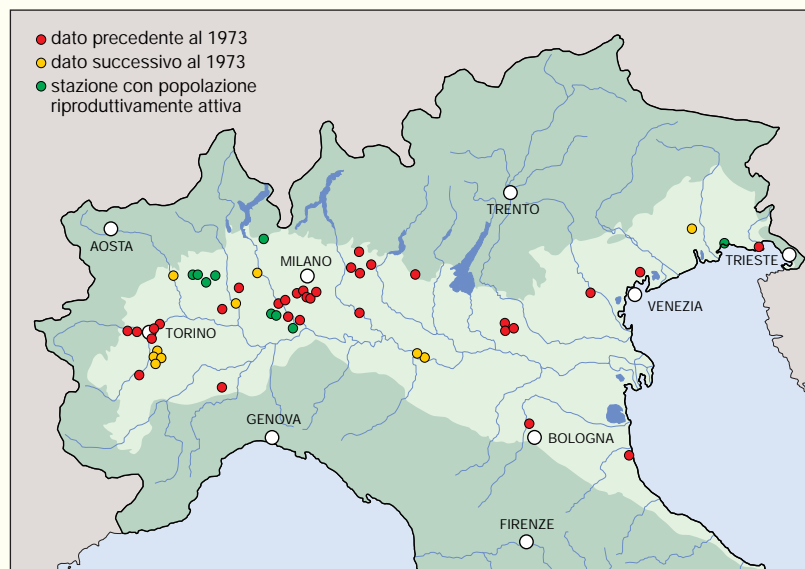 dato precedente al 1973
dato successivo al 1973
stazione con popolazione
riproduttivamente attiva
TRENTO
AOSTA
MILANO
TRIESTE
VENEZIA
TORINO
GENOVA
BOLOGNA
FIRENZE